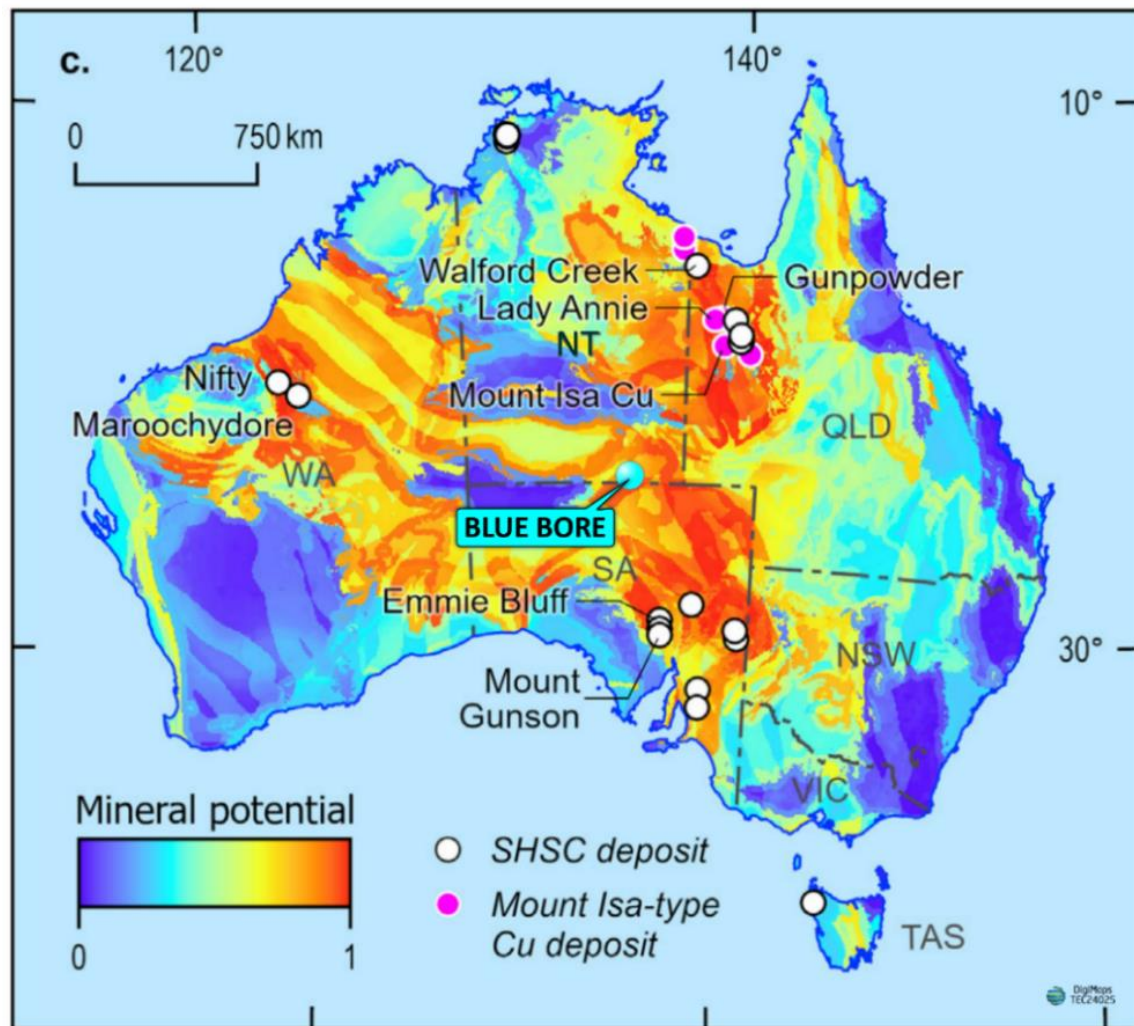 c.
120°
140°
10°
0
750 km
Walford Creek
Gunpowder
Lady Annie
NT
Nifty
Mount Isa Cu
Maroochydore
QLD
WA
BLUE BORE
SA
Emmie Bluff
30°
NSW
Mount
Gunson
Mineral potential
VIC
SHSC deposit
Mount Isa-type
Cu deposit
0
1
TAS
DigiMaps
TEC24025